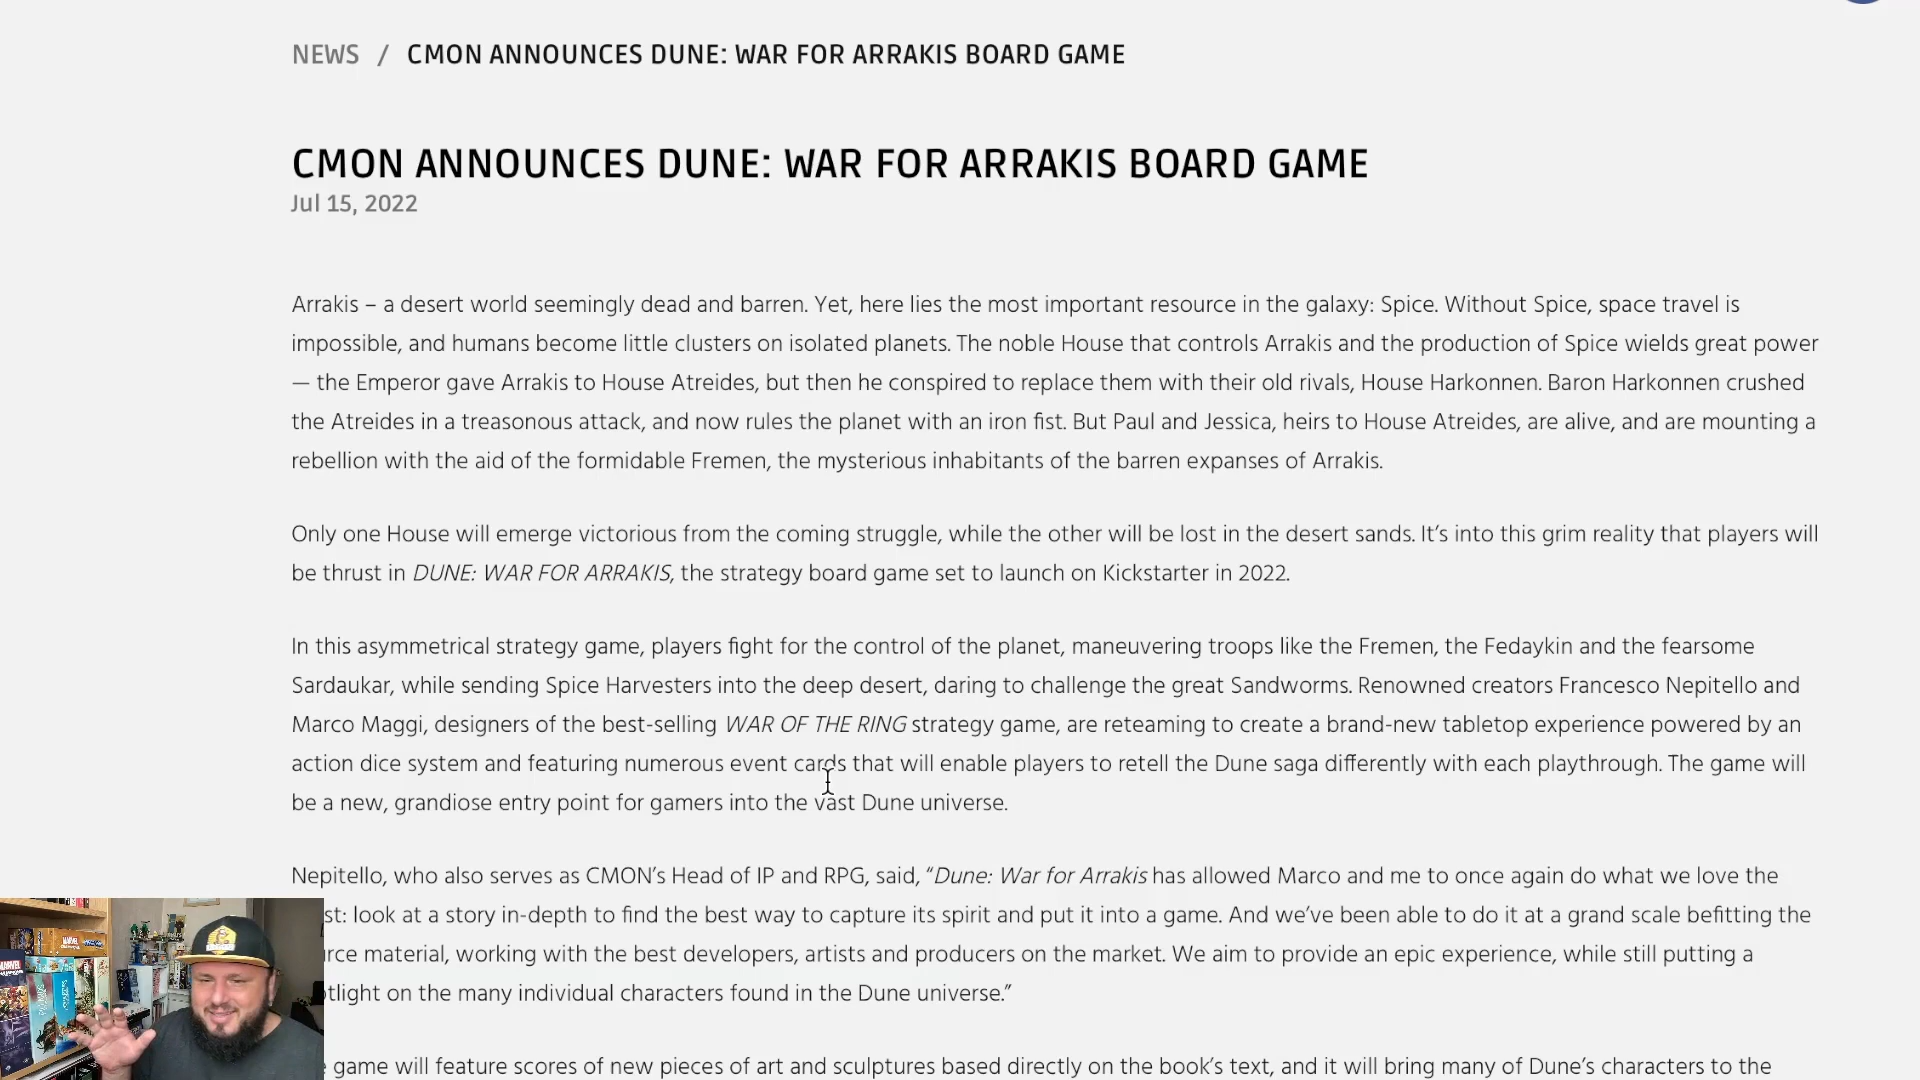 NEWS / CMON ANNOUNCES DUNE: WAR FOR ARRAKIS BOARD GAME
CMON ANNOUNCES DUNE: WAR FOR ARRAKIS BOARD GAME
Jul 15, 2022
Arrakis – a desert world seemingly dead and barren. Yet, here lies the most important resource in the galaxy: Spice. Without Spice, space travel is
impossible, and humans become little clusters on isolated planets. The noble House that controls Arrakis and the production of Spice wields great power
— the Emperor gave Arrakis to House Atreides, but then he conspired to replace them with their old rivals, House Harkonnen. Baron Harkonnen crushed
the Atreides in a treasonous attack, and now rules the planet with an iron fist. But Paul and Jessica, heirs to House Atreides, are alive, and are mounting a
rebellion with the aid of the formidable Fremen, the mysterious inhabitants of the barren expanses of Arrakis.
Only one House will emerge victorious from the coming struggle, while the other will be lost in the desert sands. It’s into this grim reality that players will
be thrust in DUNE: WAR FOR ARRAKIS, the strategy board game set to launch on Kickstarter in 2022.
In this asymmetrical strategy game, players fight for the control of the planet, maneuvering troops like the Fremen, the Fedaykin and the fearsome
Sardaukar, while sending Spice Harvesters into the deep desert, daring to challenge the great Sandworms. Renowned creators Francesco Nepitello and
Marco Maggi, designers of the best-selling WAR OF THE RING strategy game, are reteaming to create a brand-new tabletop experience powered by an
action dice system and featuring numerous event cards that will enable players to retell the Dune saga differently with each playthrough. The game will
be a new, grandiose entry point for gamers into the vast Dune universe.
Nepitello, who also serves as CMON’s Head of IP and RPG, said, “Dune: War for Arrakis has allowed Marco and me to once again do what we love the
st: look at a story in-depth to find the best way to capture its spirit and put it into a game. And we’ve been able to do it at a grand scale befitting the
rce material, working with the best developers, artists and producers on the market. We aim to provide an epic experience, while still putting a
otlight on the many individual characters found in the Dune universe.”
game will feature scores of new pieces of art and sculptures based directly on the book’s text, and it will bring many of Dune’s characters to the
MARVEL